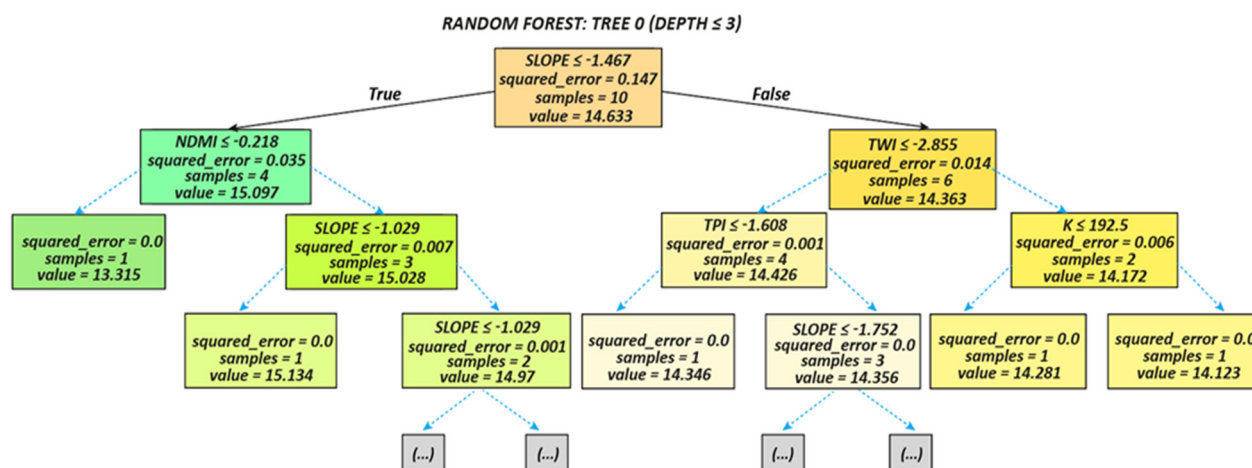 RANDOM FOREST: TREE 0 (DEPTH ≤ 3)
SLOPE ≤ -1.467
squared_error = 0.147
samples = 10
value = 14.633
True
False
NDMI ≤ -0.218
squared_error = 0.035
samples = 4
value = 15.097
TWI ≤ -2.855
squared_error = 0.014
samples = 6
value = 14.363
squared_error = 0.0
samples = 1
value = 13.315
SLOPE ≤ -1.029
squared_error = 0.007
samples = 3
value = 15.028
TPI ≤ -1.608
squared_error = 0.001
samples = 4
value = 14.426
K ≤ 192.5
squared_error = 0.006
samples = 2
value = 14.172
squared_error = 0.0
samples = 1
value = 15.134
SLOPE ≤ -1.029
squared_error = 0.001
samples = 2
value = 14.97
squared_error = 0.0
samples = 1
value = 14.346
SLOPE ≤ -1.752
squared_error = 0.0
samples = 3
value = 14.356
squared_error = 0.0
samples = 1
value = 14.281
squared_error = 0.0
samples = 1
value = 14.123
(...)
(...)
(...)
(...)